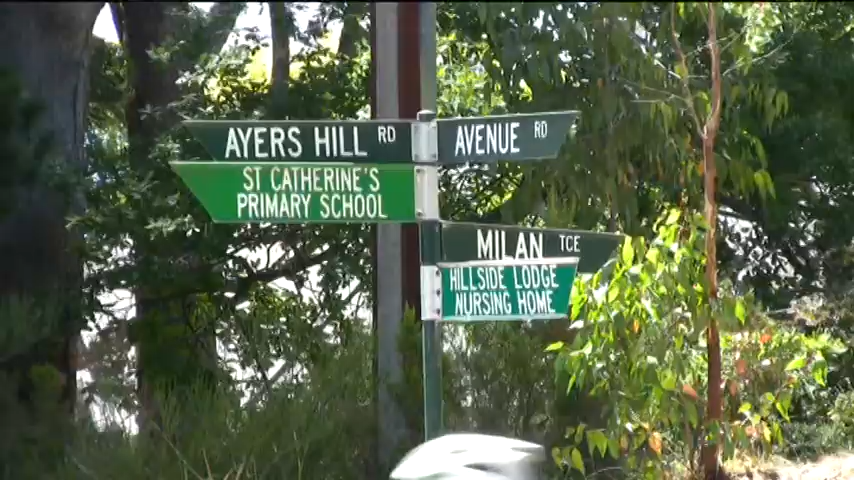 AYERS HILL RD
AVENUE RD
ST CATHERINE'S
PRIMARY SCHOOL
MILAN TCE
HILLSIDE LODGE
NURSING HOME